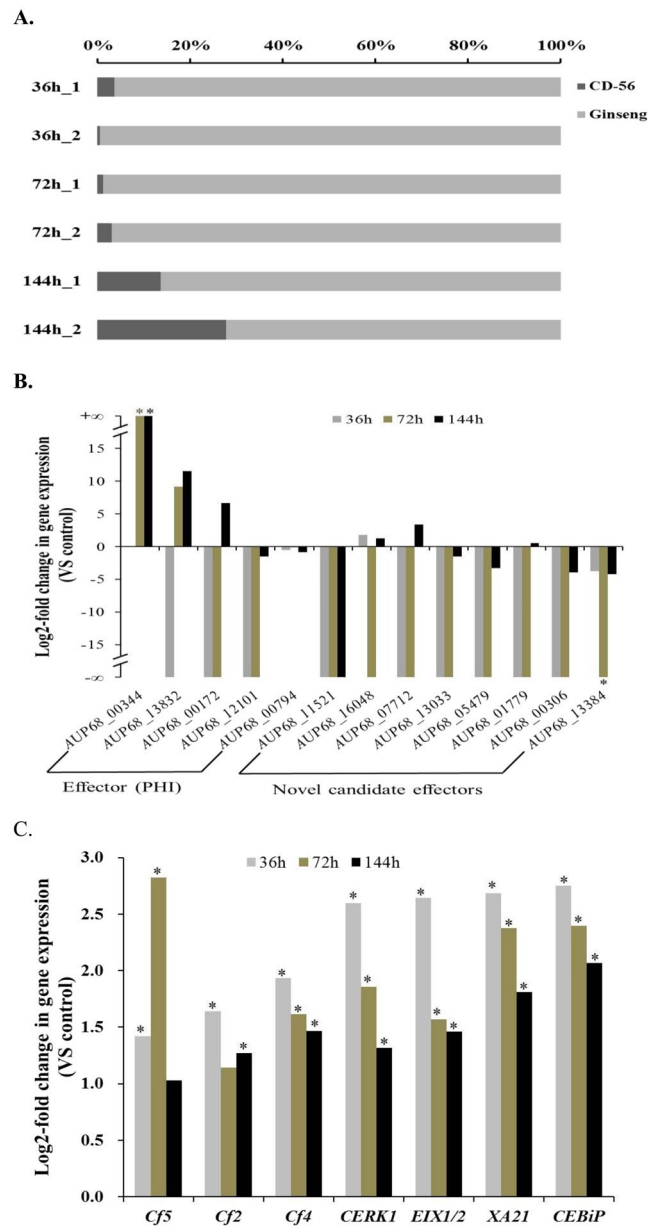 A.
0% 20% 40% 60% 80% 100%
36h_1
36h_2
72h_1
72h_2
144h_1
144h_2
CD-56
Ginseng
B.
Log2-fold change in gene expression
(VS control)
+∞
15
10
5
0
-5
-10
-15
-∞
36h 72h 144h
* *
*
AUP68_00344
AUP68_13832
AUP68_00172
AUP68_12101
AUP68_00794
AUP68_11521
AUP68_16048
AUP68_07712
AUP68_13033
AUP68_05479
AUP68_01779
AUP68_00306
AUP68_13384
Effector (PHI)
Novel candidate effectors
C.
Log2-fold change in gene expression
(VS control)
3.0
2.5
2.0
1.5
1.0
0.5
0.0
36h 72h 144h
* * * * * * * * * * * * * * * * * * *
Cf5 Cf2 Cf4 CERK1 EIX1/2 XA21 CEBiP